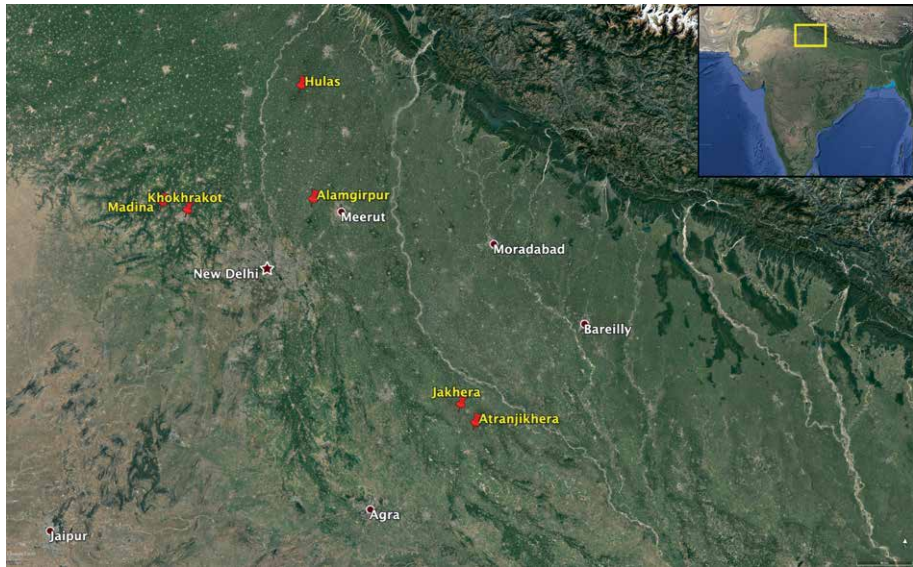 Hulas
Khokhrakot
Madina
Alamgirpur
Meerut
Moradabad
New Delhi
Bareilly
Jakhera
Atranjikhera
Agra
Jaipur